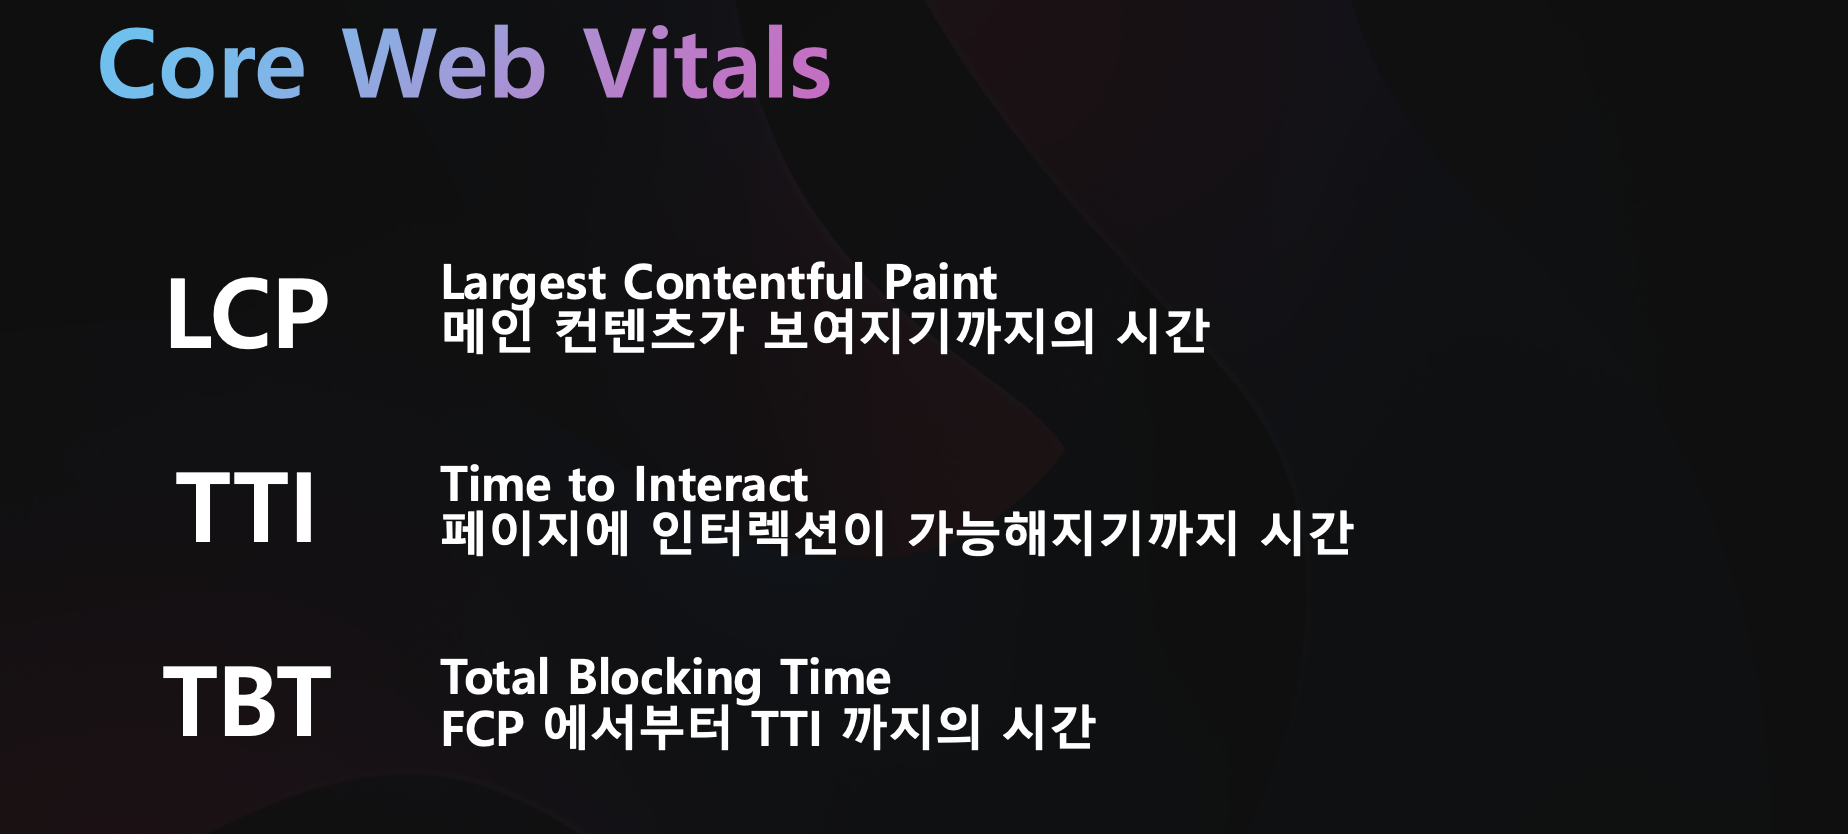 Core Web Vitals
LCP
Largest Contentful Paint
메인 컨텐츠가 보여지기까지의 시간
TTI
Time to Interact
페이지에 인터렉션이 가능해지기까지 시간
TBT
Total Blocking Time
FCP 에서부터 TTI 까지의 시간